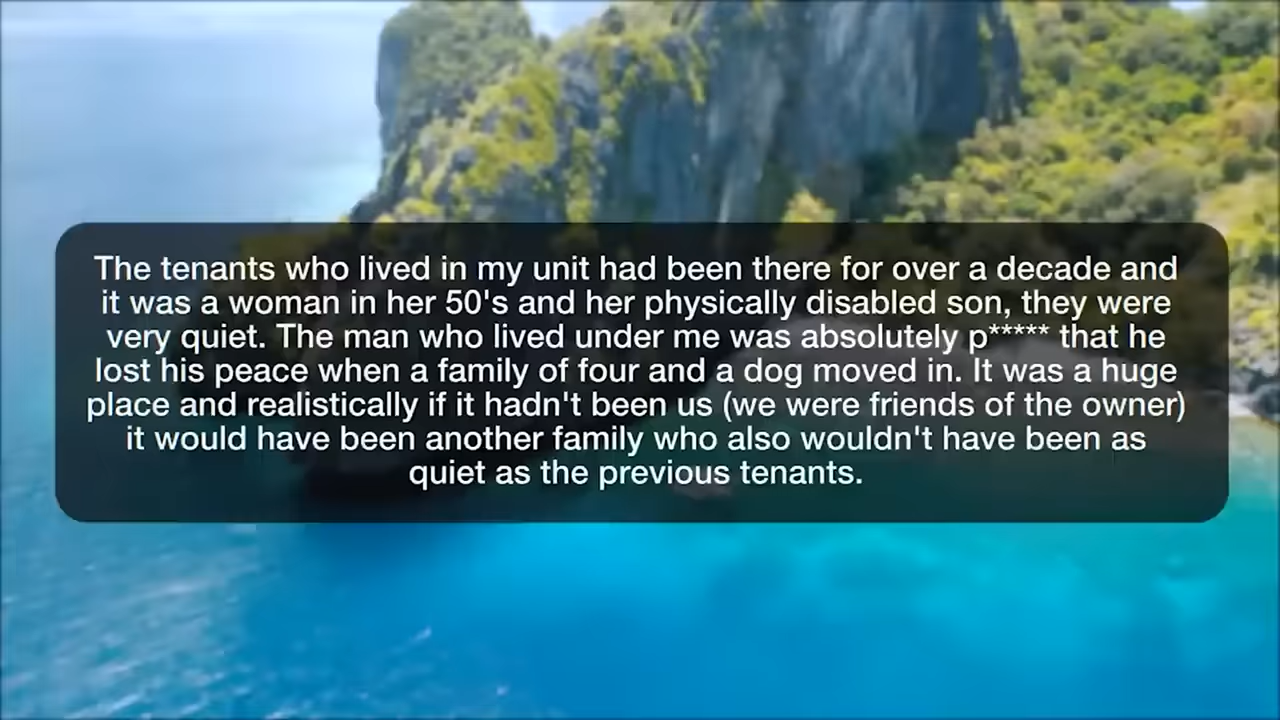 The tenants who lived in my unit had been there for over a decade and
it was a woman in her 50's and her physically disabled son, they were
very quiet. The man who lived under me was absolutely p***** that he
lost his peace when a family of four and a dog moved in. It was a huge
place and realistically if it hadn't been us (we were friends of the owner)
it would have been another family who also wouldn't have been as
quiet as the previous tenants.